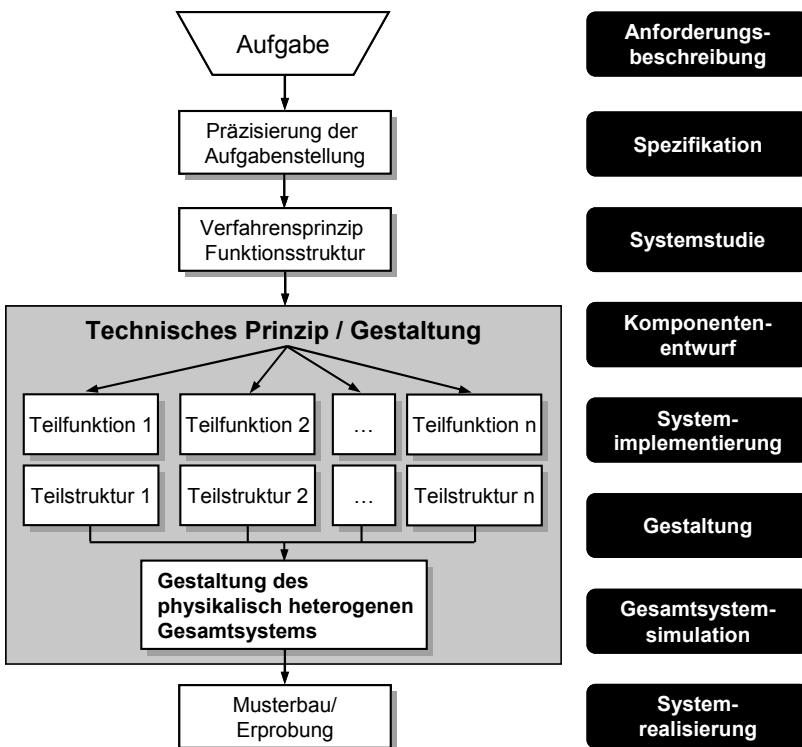 Aufgabe
Präzisierung der
Aufgabenstellung
Verfahrensprinzip
Funktionsstruktur
Technisches Prinzip / Gestaltung
Teilfunktion 1
Teilfunktion 2
...
Teilfunktion n
Teilstruktur 1
Teilstruktur 2
...
Teilstruktur n
Gestaltung des
physikalisch heterogenen
Gesamtsystems
Musterbau/
Erprobung
Anforderungs-
beschreibung
Spezifikation
Systemstudie
Komponenten-
entwurf
System-
implementierung
Gestaltung
Gesamtsystem-
simulation
System-
realisierung